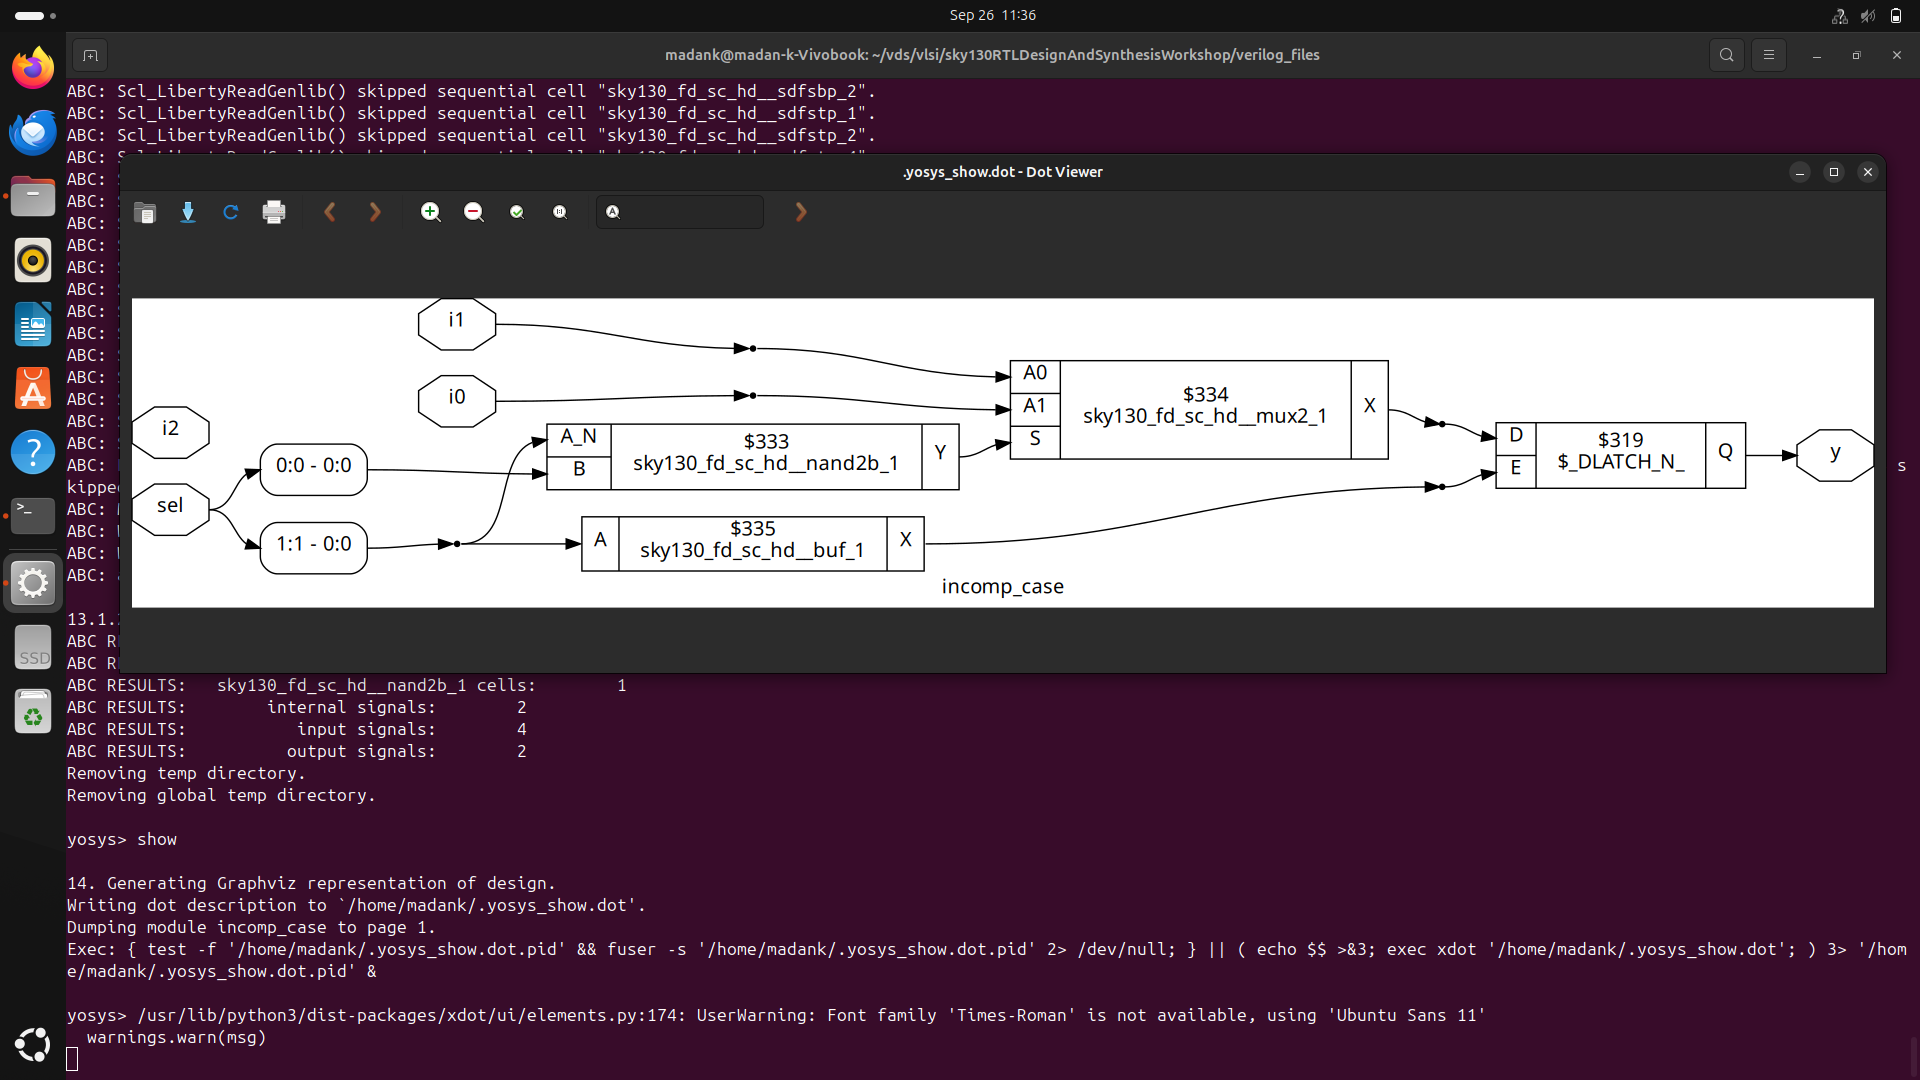 Sep 26 11:36
madank@madan-k-Vivobook: ~/vds/vlsi/sky130RTLDesignAndSynthesisWorkshop/verilog_files
ABC: Scl_LibertyReadGenlib() skipped sequential cell "sky130_fd_sc_hd__sdfsbp_2".
ABC: Scl_LibertyReadGenlib() skipped sequential cell "sky130_fd_sc_hd__sdfstp_1".
ABC: Scl_LibertyReadGenlib() skipped sequential cell "sky130_fd_sc_hd__sdfstp_2".
ABC:
.yosys_show.dot - Dot Viewer
ABC:
ABC:
ABC:
ABC:
ABC:
ABC:
ABC:
ABC:
ABC:
ABC:
ABC:
ABC:
ABC:
ABC:
i1
i0
i2
sel
0:0 - 0:0
1:1 - 0:0
A_N
B
$333
sky130_fd_sc_hd__nand2b_1
Y
A
$335
sky130_fd_sc_hd__buf_1
X
A0
A1
S
$334
sky130_fd_sc_hd__mux2_1
X
D
E
$319
$_DLATCH_N_
Q
y
incomp_case
s
kippe
ABC:
ABC:
ABC:
ABC:
SSD
13.1.
ABC R
ABC R
ABC RESULTS:   sky130_fd_sc_hd__nand2b_1 cells:        1
ABC RESULTS:        internal signals:        2
ABC RESULTS:           input signals:        4
ABC RESULTS:          output signals:        2
Removing temp directory.
Removing global temp directory.
yosys> show
14. Generating Graphviz representation of design.
Writing dot description to `/home/madank/.yosys_show.dot'.
Dumping module incomp_case to page 1.
Exec: { test -f '/home/madank/.yosys_show.dot.pid' && fuser -s '/home/madank/.yosys_show.dot.pid' 2> /dev/null; } || ( echo $$ >&3; exec xdot '/home/madank/.yosys_show.dot'; ) 3> '/hom
e/madank/.yosys_show.dot.pid' &
yosys> /usr/lib/python3/dist-packages/xdot/ui/elements.py:174: UserWarning: Font family 'Times-Roman' is not available, using 'Ubuntu Sans 11'
  warnings.warn(msg)